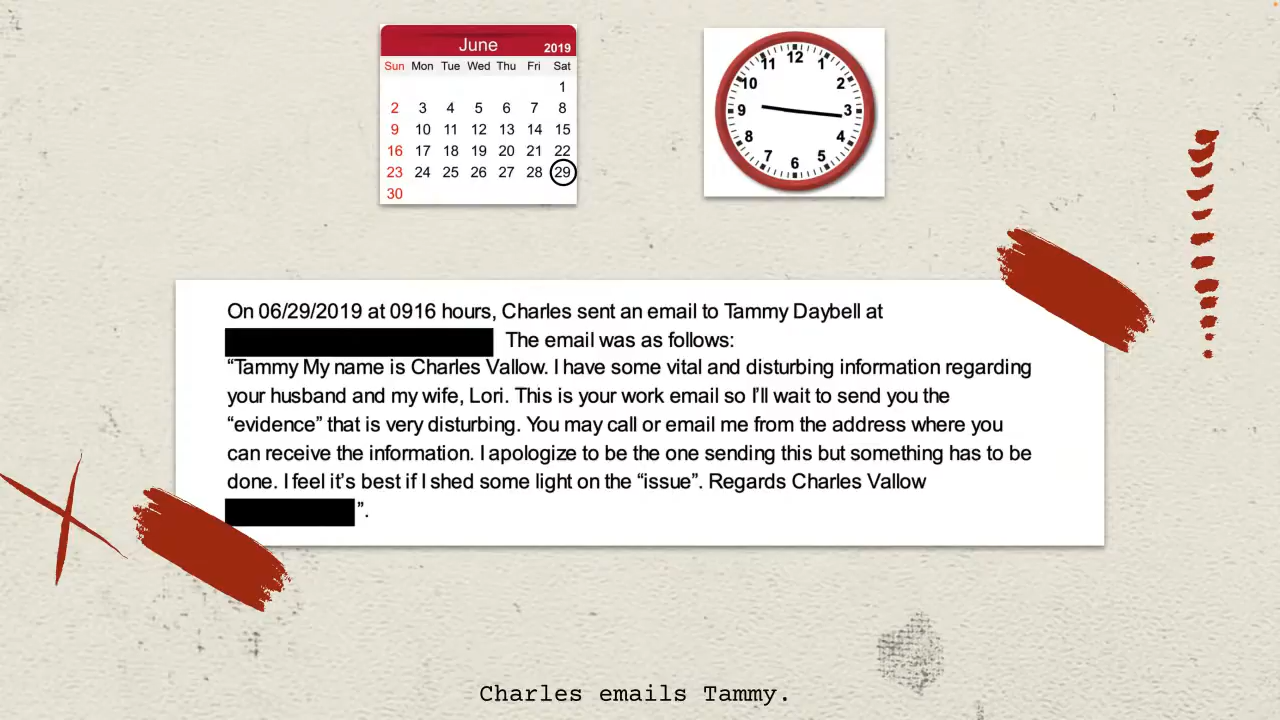 June 2019
Sun Mon Tue Wed Thu Fri Sat
1
2 3 4 5 6 7 8
9 10 11 12 13 14 15
16 17 18 19 20 21 22
23 24 25 26 27 28 29
30
12
11 1
10 2
9 3
8 4
7 5
6
On 06/29/2019 at 0916 hours, Charles sent an email to Tammy Daybell at
The email was as follows:
“Tammy My name is Charles Vallow. I have some vital and disturbing information regarding
your husband and my wife, Lori. This is your work email so I’ll wait to send you the
“evidence” that is very disturbing. You may call or email me from the address where you
can receive the information. I apologize to be the one sending this but something has to be
done. I feel it’s best if I shed some light on the “issue”. Regards Charles Vallow
”.
Charles emails Tammy.